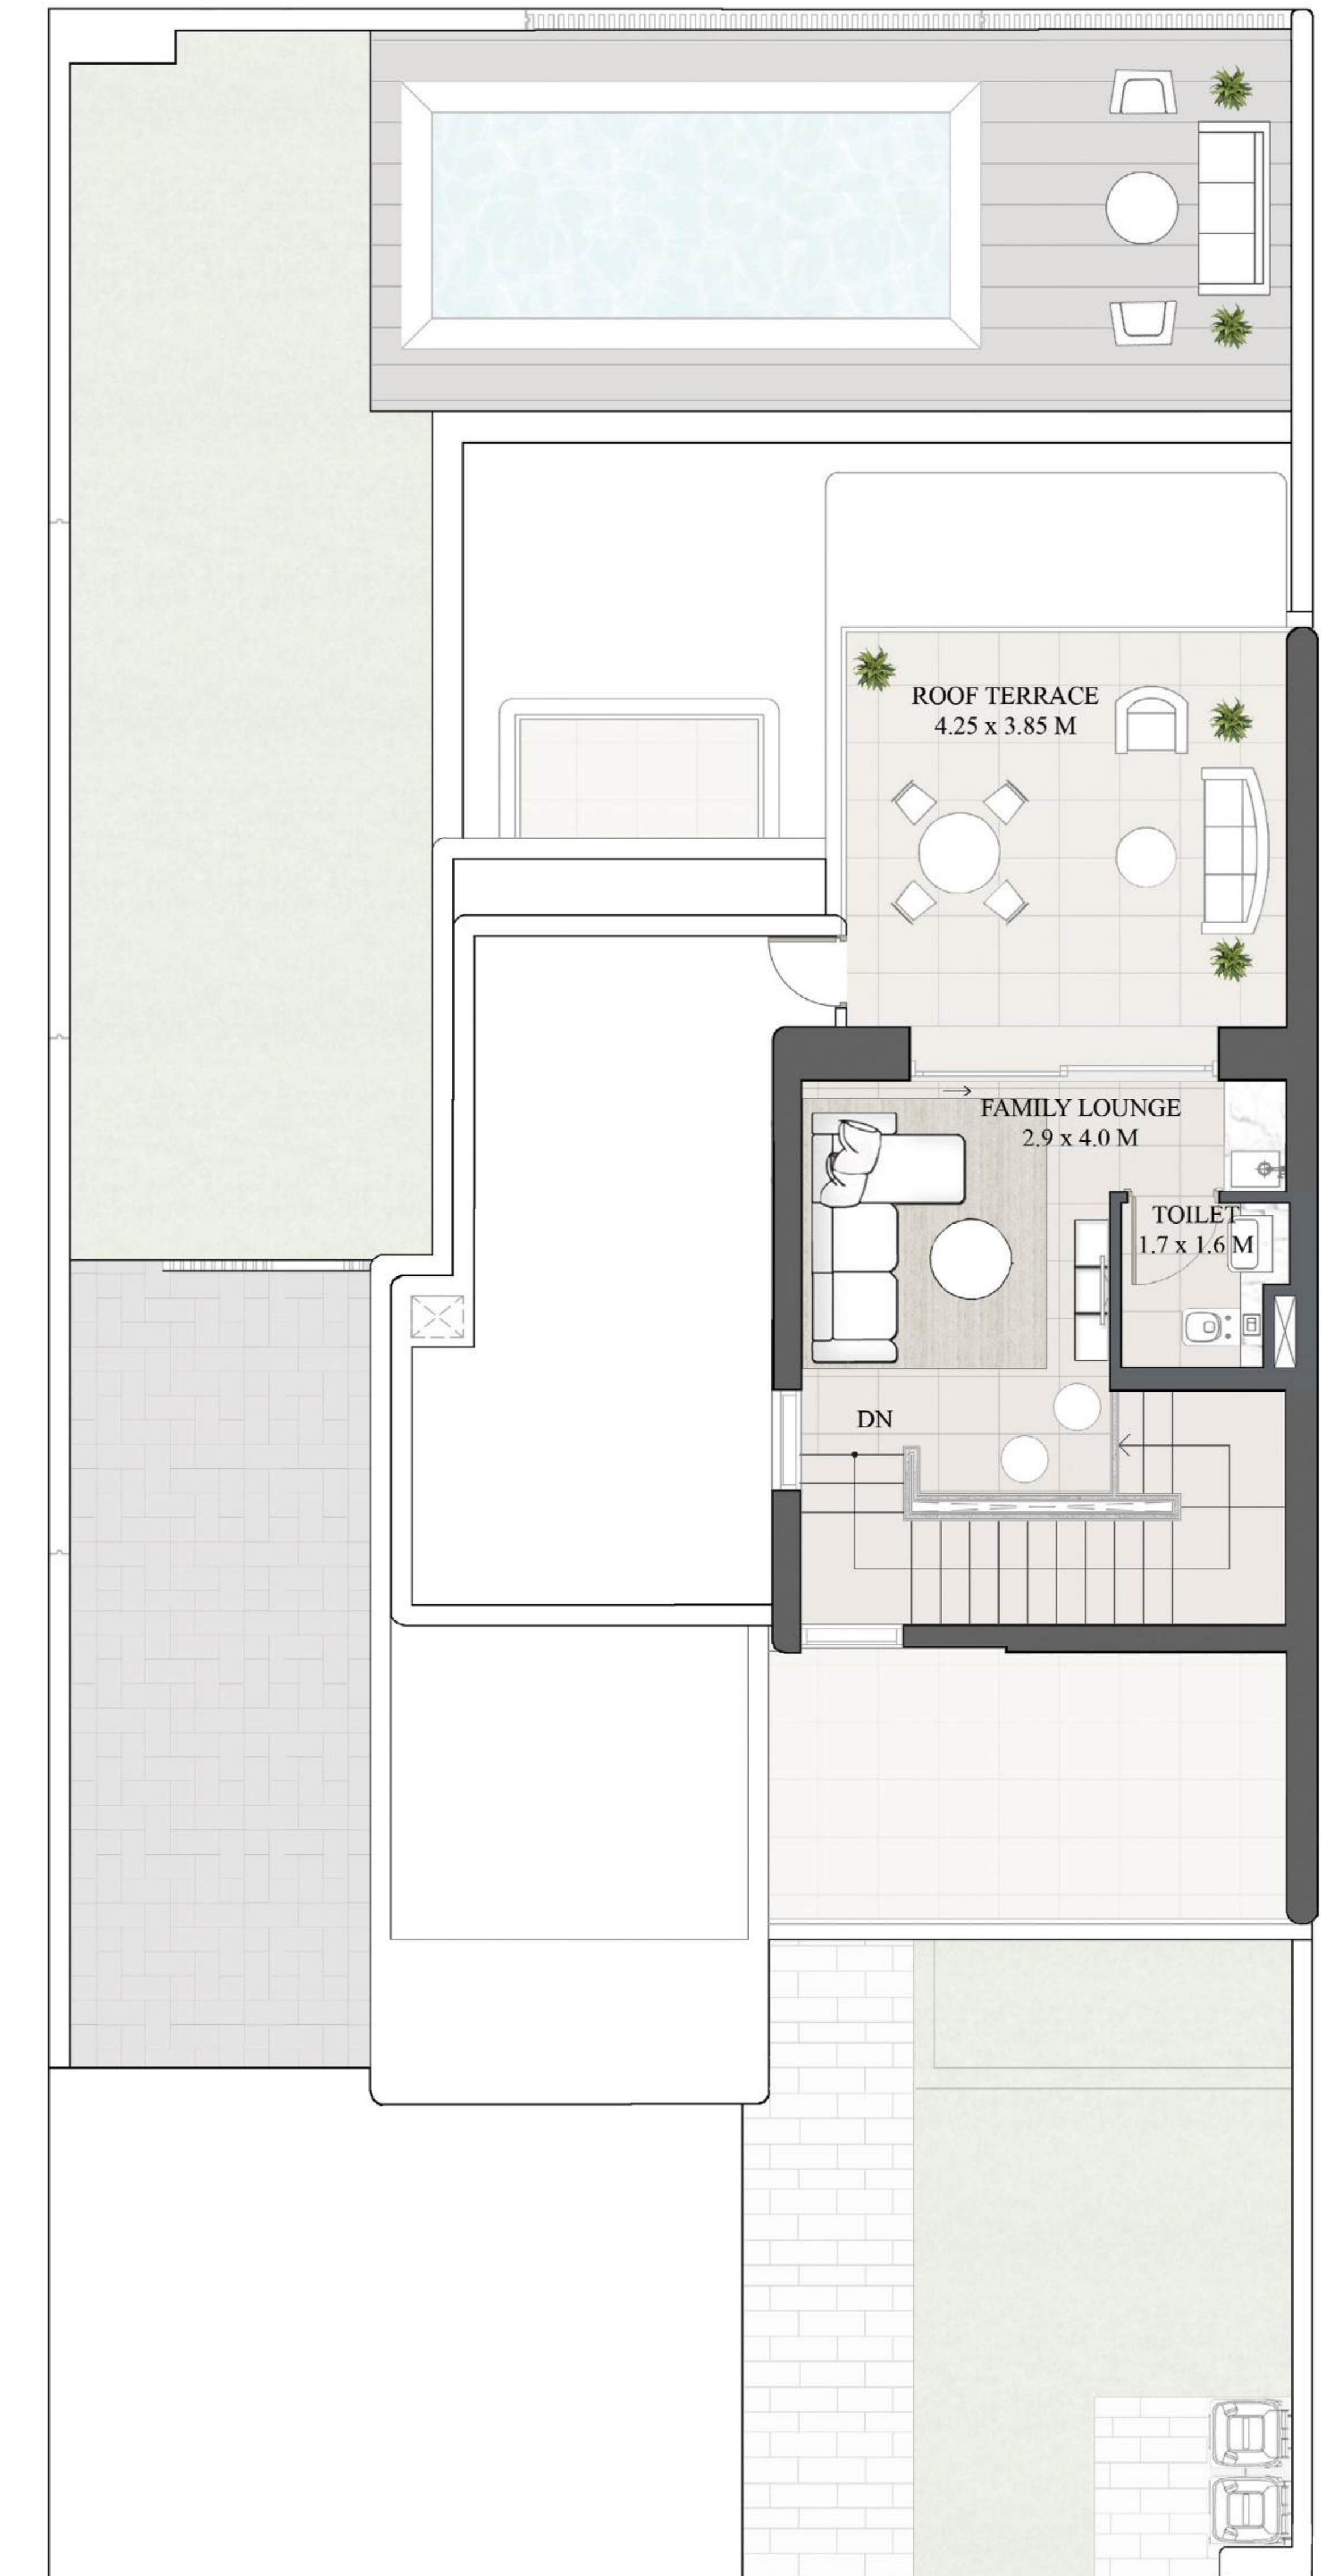 ROOF TERRACE
4.25 x 3.85 M
FAMILY LOUNGE
2.9 x 4.0 M
TOILET
1.7 x 1.6 M
DN